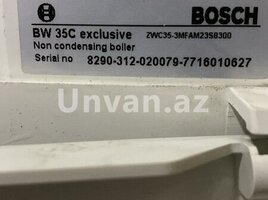 BOSCH
BW 35C exclusive ZWC35-3MFAM23S8300
Non condensing boiler
Serial no 8290-312-020079-7716010627
Unvan.az